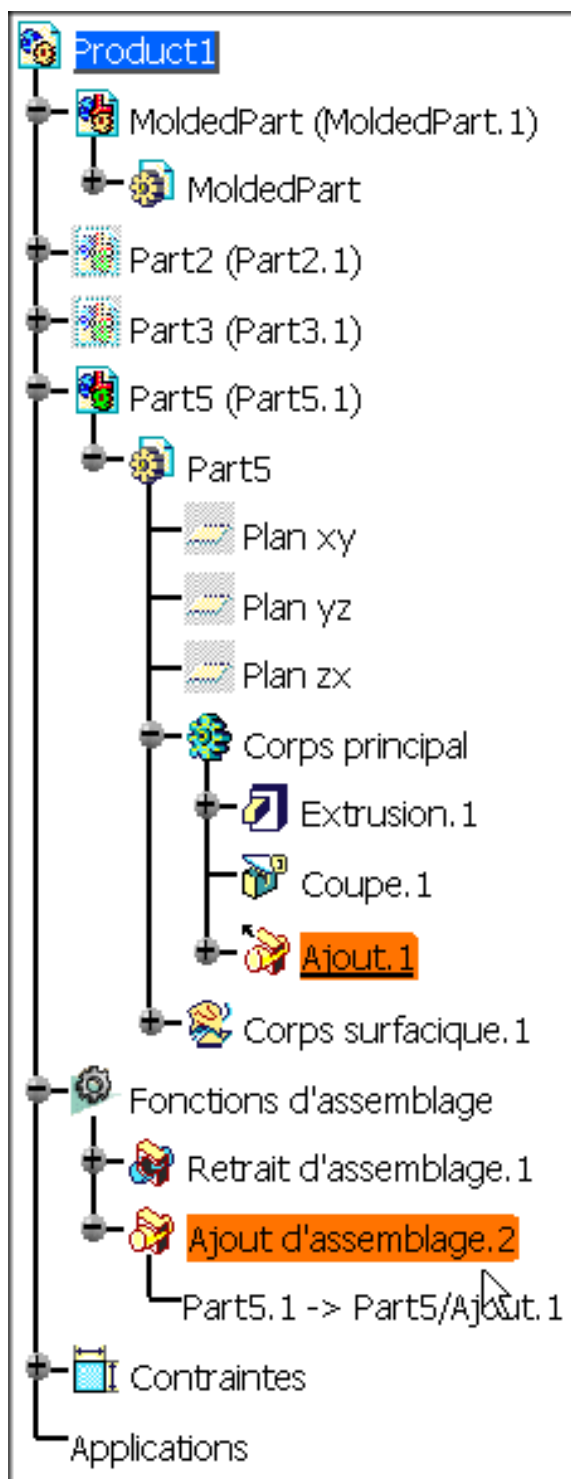 Product1
MoldedPart (MoldedPart.1)
MoldedPart
Part2 (Part2.1)
Part3 (Part3.1)
Part5 (Part5.1)
Part5
Plan xy
Plan yz
Plan zx
Corps principal
Extrusion.1
Coupe.1
Ajout.1
Corps surfacique.1
Fonctions d'assemblage
Retrait d'assemblage.1
Ajout d'assemblage.2
Part5.1 -> Part5/Ajout.1
Contraintes
Applications